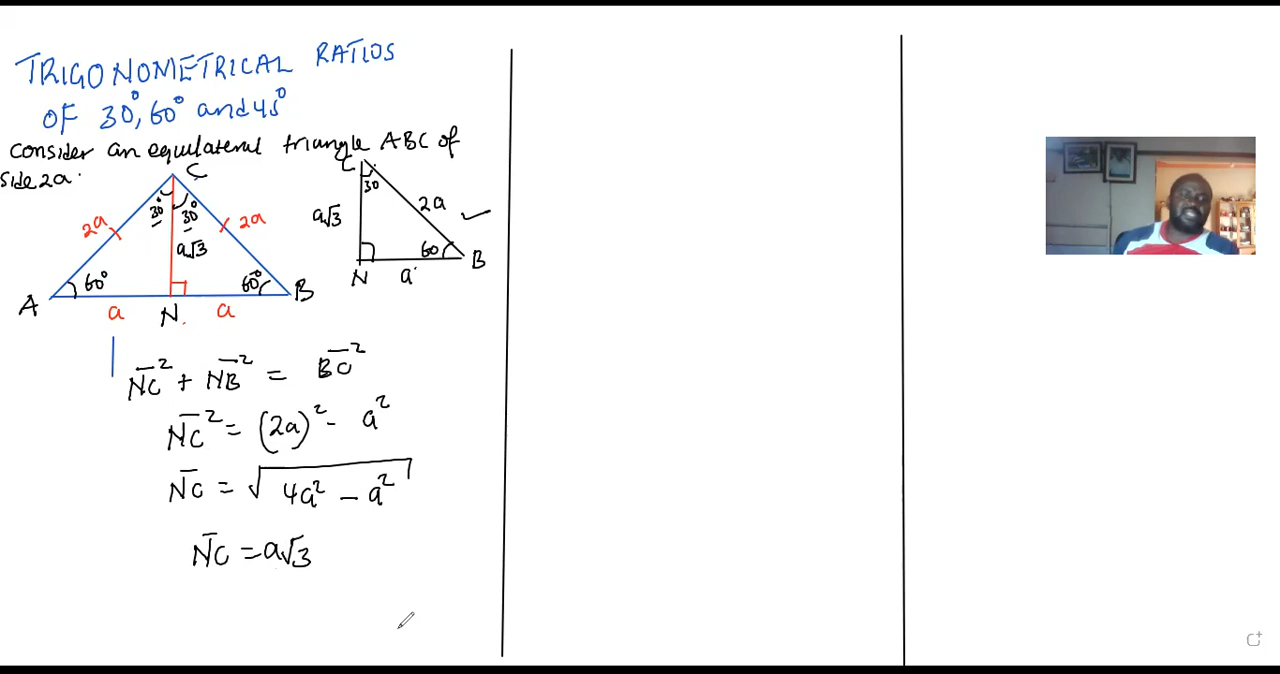 TRIGONOMETRICAL RATIOS
OF 30°, 60° and 45°
Consider an equilateral triangle ABC of
side 2a.
C
30°
30°
2a
2a
a√3
60°
60°
A
B
a
N.
a
C
30
a√3
2a
60
N
a
B
NC² + NB² = BC²
NC² = (2a)² - a²
NC = √4a² - a²
NC = a√3